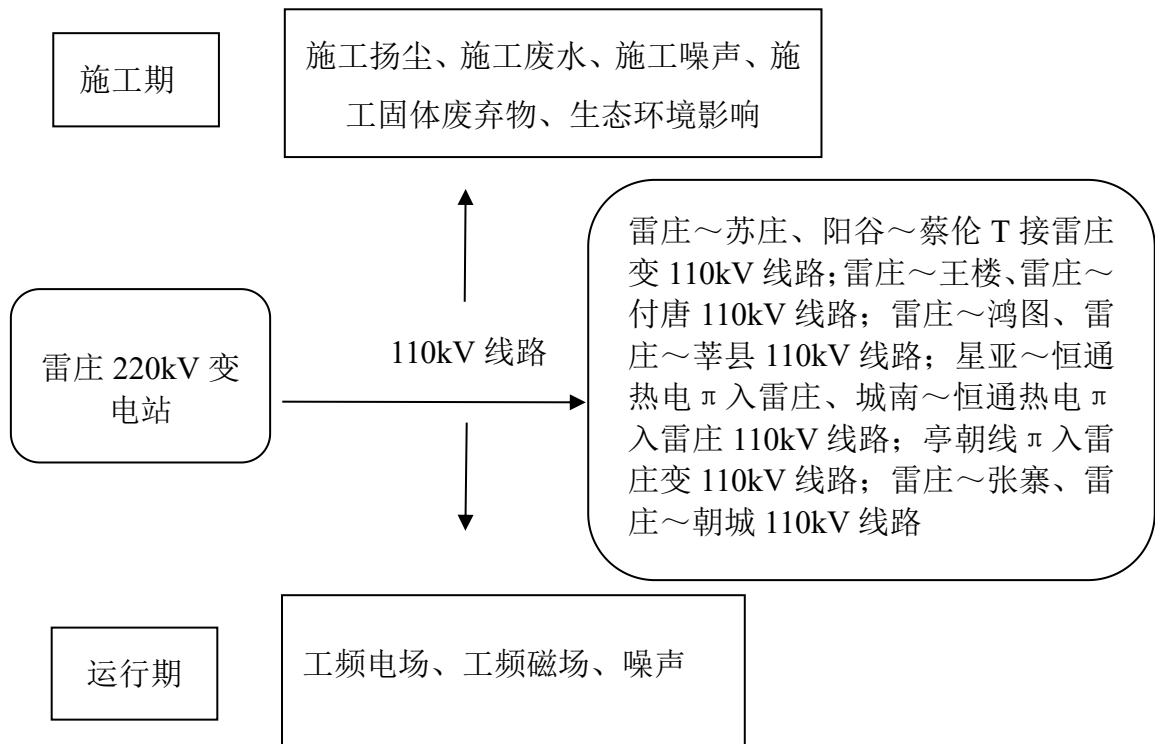 施工期
施工扬尘、施工废水、施工噪声、施
工固体废弃物、生态环境影响
雷庄 220kV 变
电站
110kV 线路
雷庄～苏庄、阳谷～蔡伦 T 接雷庄
变 110kV 线路；雷庄～王楼、雷庄～
付唐 110kV 线路；雷庄～鸿图、雷
庄～莘县 110kV 线路；星亚～恒通
热电 π 入雷庄、城南～恒通热电 π
入雷庄 110kV 线路；亭朝线 π 入雷
庄变 110kV 线路；雷庄～张寨、雷
庄～朝城 110kV 线路
运行期
工频电场、工频磁场、噪声